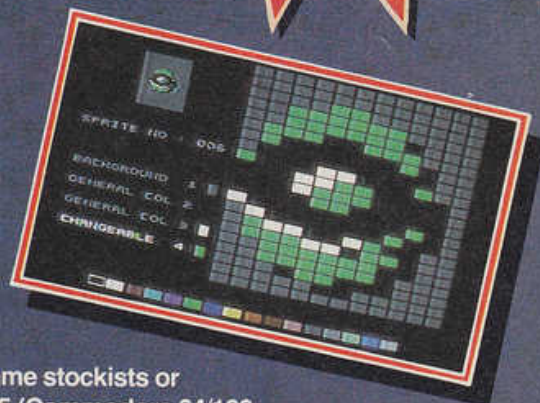 SPRITE NO : 006
BACKGROUND 1
GENERAL COL 2
GENERAL COL 3
CHANGEABLE 4
me stockists or